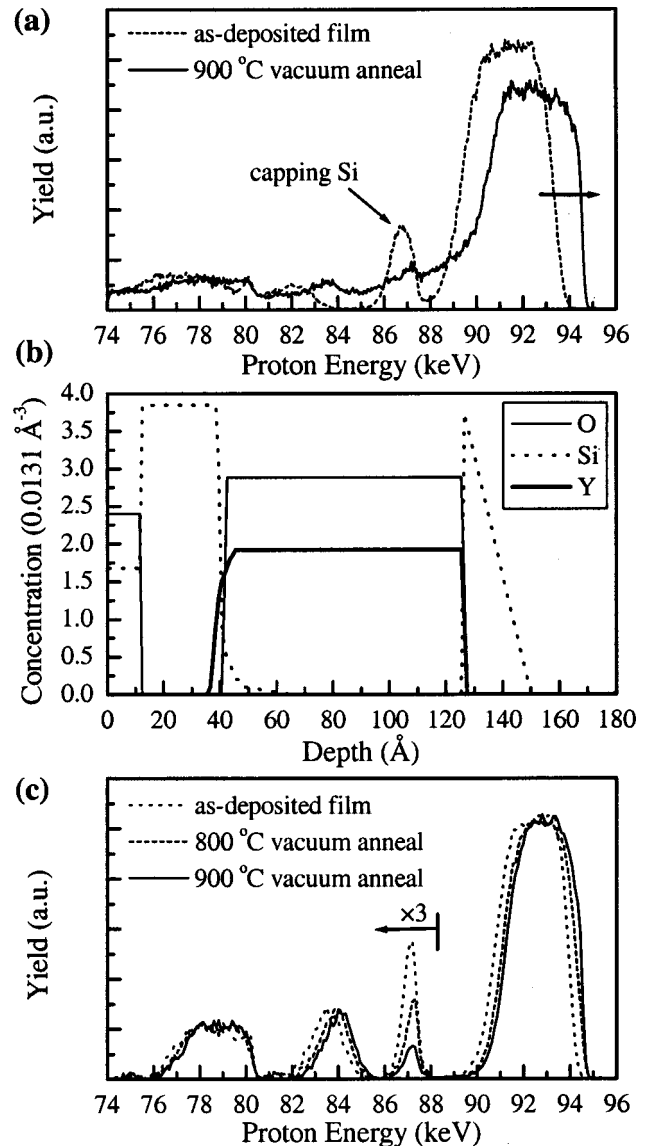 (a)
as-deposited film
900 °C vacuum anneal
capping Si
Yield (a.u.)
74 76 78 80 82 84 86 88 90 92 94 96
Proton Energy (keV)
(b)
4.0
3.5
3.0
2.5
2.0
1.5
1.0
0.5
0.0
Concentration (0.0131 Å⁻³)
O
Si
Y
0 20 40 60 80 100 120 140 160 180
Depth (Å)
(c)
as-deposited film
800 °C vacuum anneal
900 °C vacuum anneal
×3
Yield (a.u.)
74 76 78 80 82 84 86 88 90 92 94 96
Proton Energy (keV)